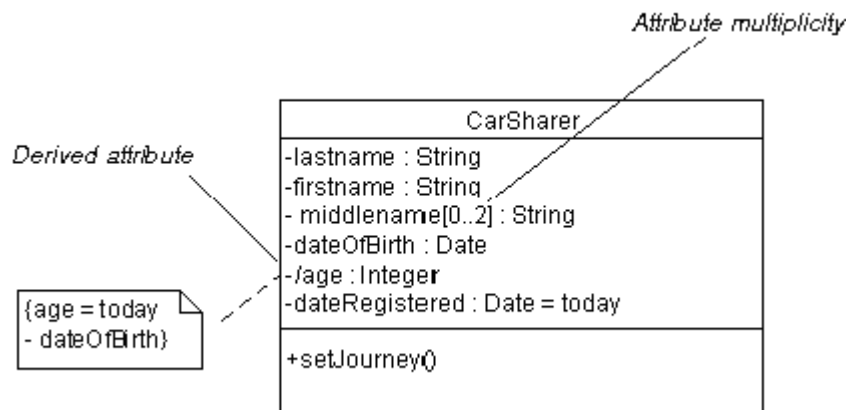 Attribute multiplicity
CarSharer
Derived attribute
-lastname : String
-firstname : String
- middlename[0..2] : String
-dateOfBirth : Date
-/age : Integer
-dateRegistered : Date = today
{age = today
- dateOfBirth}
+setJourney()